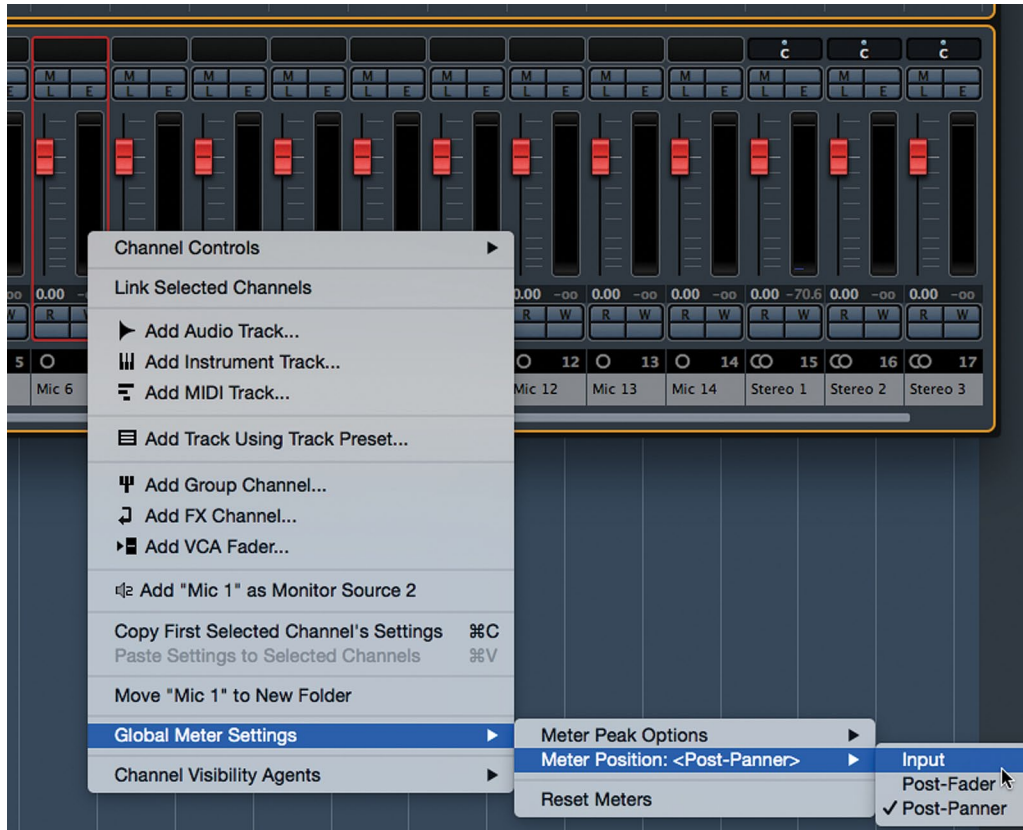 C C C
M M M M M M M M M M M M
E L E L E L E L E L E L E L E L E L E L E L E L E
oo 0.00 0.00 -oo 0.00 -oo 0.00 -oo 0.00 -70.6 0.00 -oo 0.00 -oo
W R W R W R W R W R W R W R W
5 12 13 14 15 16 17
Mic 6 Mic 12 Mic 13 Mic 14 Stereo 1 Stereo 2 Stereo 3
Channel Controls
Link Selected Channels
Add Audio Track...
Add Instrument Track...
Add MIDI Track...
Add Track Using Track Preset...
Add Group Channel...
Add FX Channel...
Add VCA Fader...
Add "Mic 1" as Monitor Source 2
Copy First Selected Channel's Settings ⌘C
Paste Settings to Selected Channels ⌘V
Move "Mic 1" to New Folder
Global Meter Settings
Channel Visibility Agents
Meter Peak Options
Meter Position: <Post-Panner>
Reset Meters
Input
Post-Fader
Post-Panner